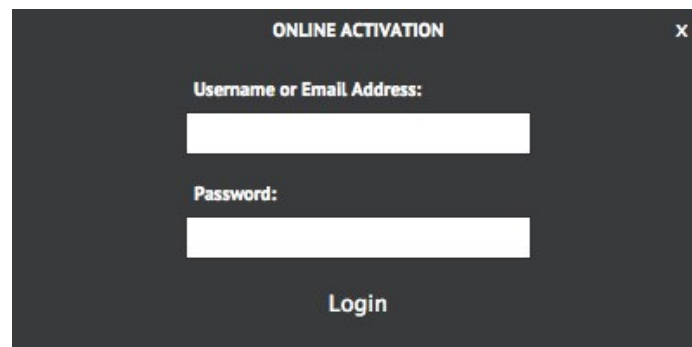 ONLINE ACTIVATION x
Username or Email Address:
Password:
Login